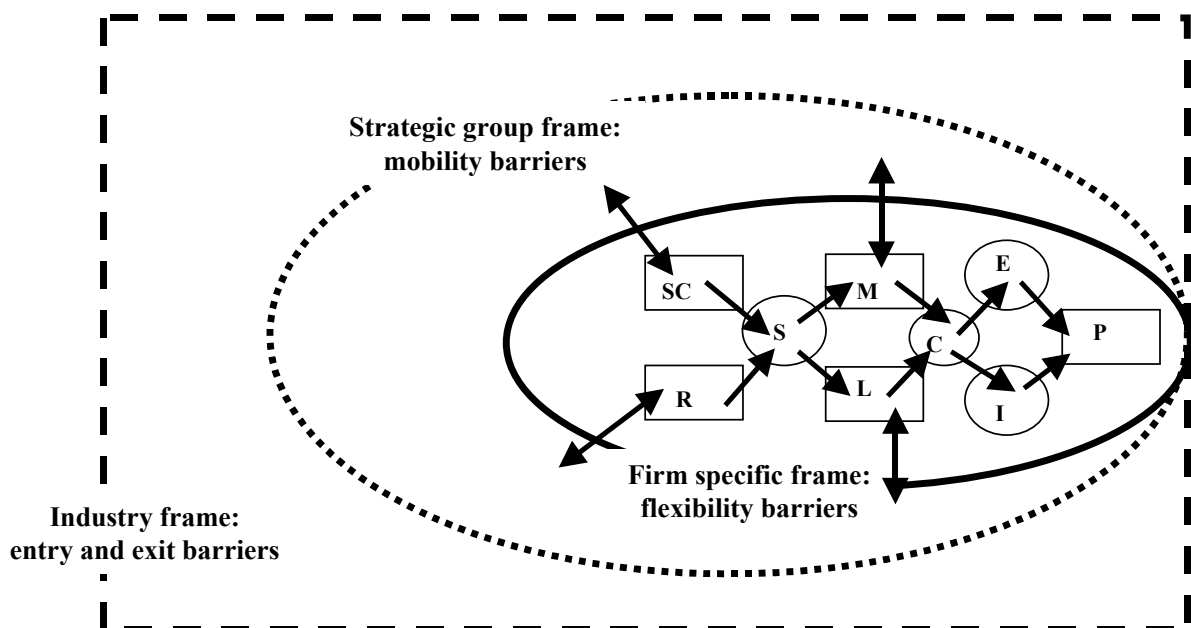 Strategic group frame:
mobility barriers
E
SC
M
S
C
P
R
L
I
Firm specific frame:
flexibility barriers
Industry frame:
entry and exit barriers